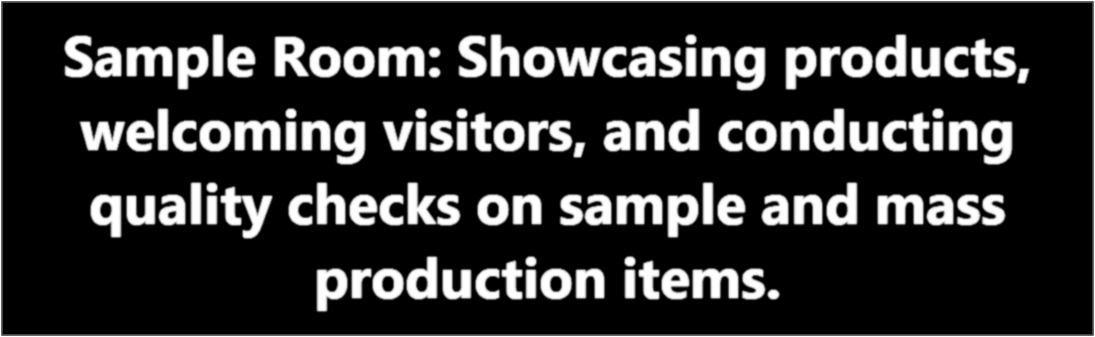 Sample Room: Showcasing products,
welcoming visitors, and conducting
quality checks on sample and mass
production items.